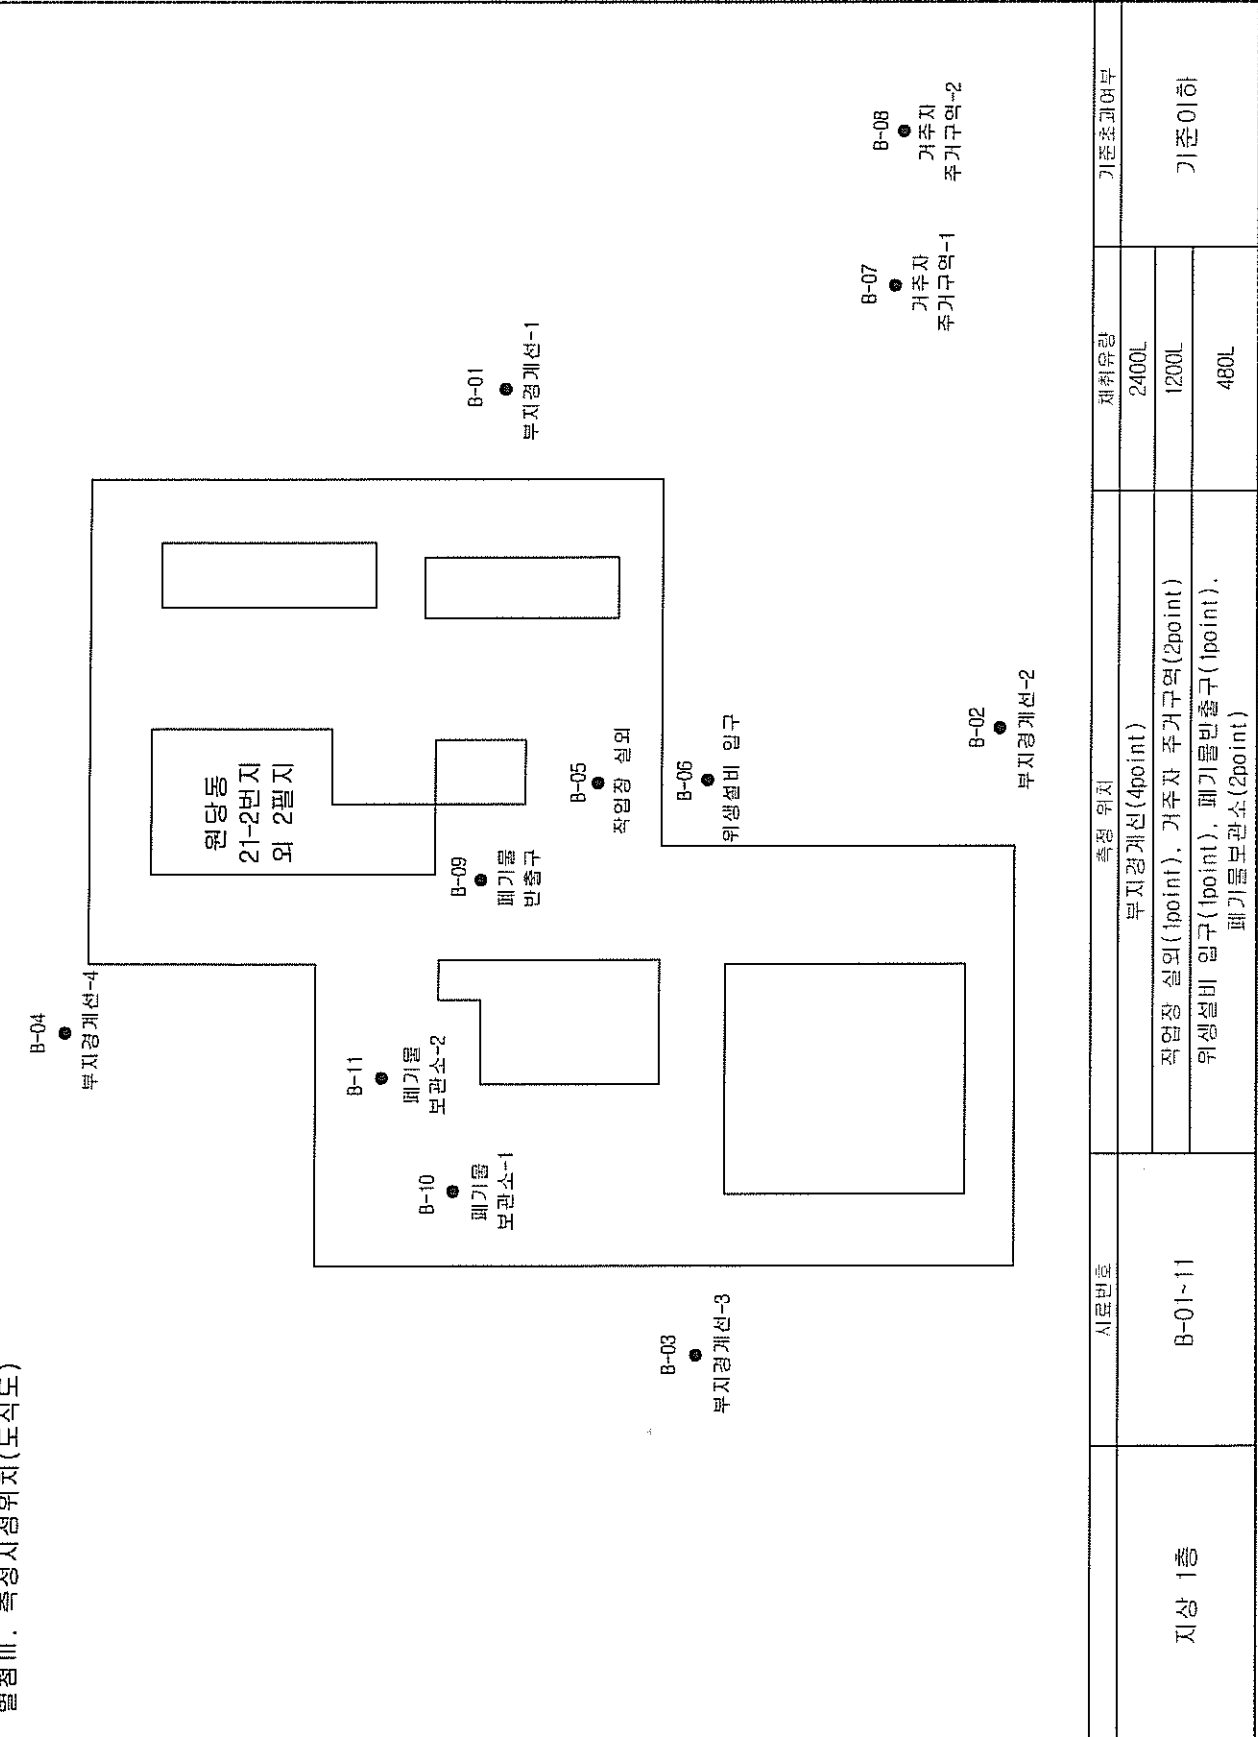 별첨Ⅲ. 측정지점위치(도식도)
B-04
부지경계선-4
원당동
21-2번지
외 2필지
B-11
폐기물
보관소-2
B-10
폐기물
보관소-1
B-09
폐기물
반출구
B-05
작업장 실외
B-06
위생설비 입구
B-01
부지경계선-1
B-03
부지경계선-3
B-02
부지경계선-2
B-07
거주자
주거구역-1
B-08
거주자
주거구역-2
시료번호 측정 위치 채취유량 기준초과여부
지상 1층 B-01~11
부지경계선(4point) 2400L
작업장 실외(1point), 거주자 주거구역(2point) 1200L
위생설비 입구(1point), 폐기물반출구(1point),
폐기물보관소(2point) 480L
기준이하